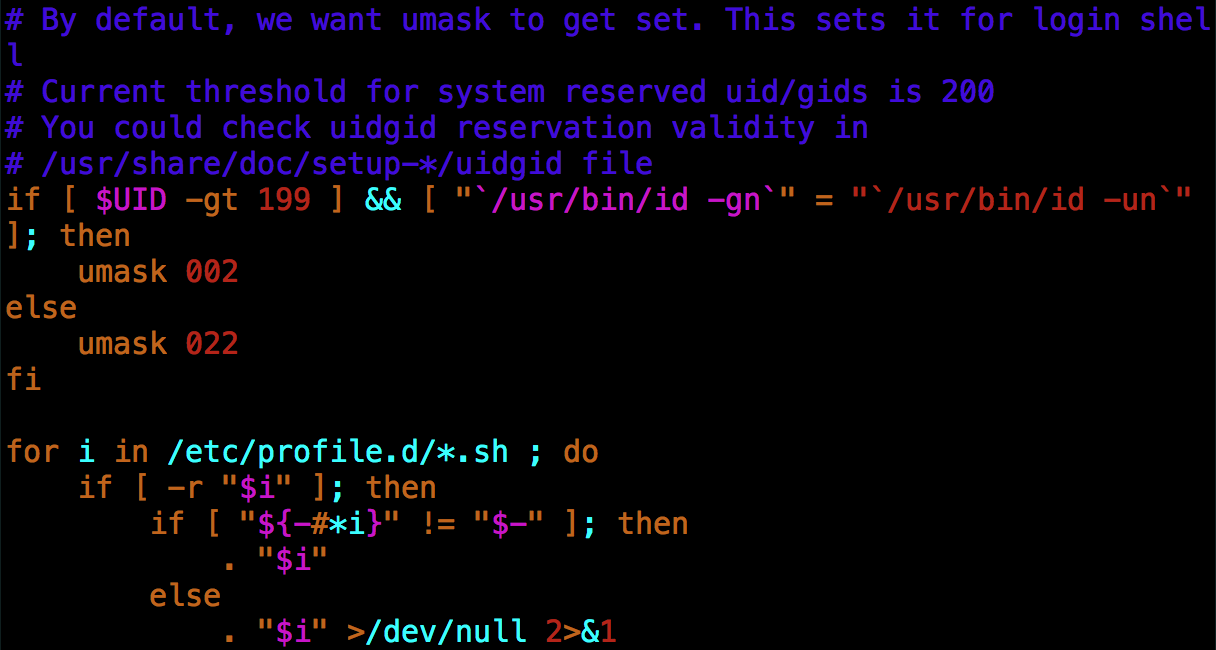 # By default, we want umask to get set. This sets it for login shel
l
# Current threshold for system reserved uid/gids is 200
# You could check uidgid reservation validity in
# /usr/share/doc/setup-*/uidgid file
if [ $UID -gt 199 ] && [ "`/usr/bin/id -gn`" = "`/usr/bin/id -un`"
]; then
    umask 002
else
    umask 022
fi

for i in /etc/profile.d/*.sh ; do
    if [ -r "$i" ]; then
        if [ "${-#*i}" != "$-" ]; then
            . "$i"
        else
            . "$i" >/dev/null 2>&1